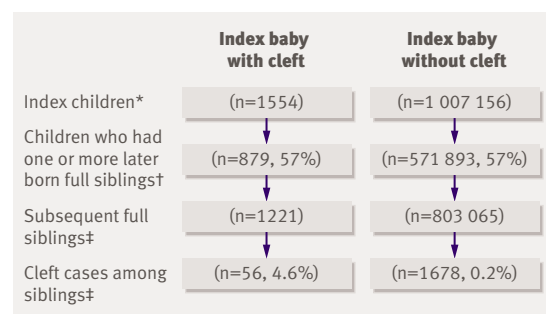 Index baby with cleft
Index baby without cleft
Index children*
(n=1554)
(n=1 007 156)
Children who had
one or more later
born full siblings†
(n=879, 57%)
(n=571 893, 57%)
Subsequent full
siblings‡
(n=1221)
(n=803 065)
Cleft cases among
siblings‡
(n=56, 4.6%)
(n=1678, 0.2%)